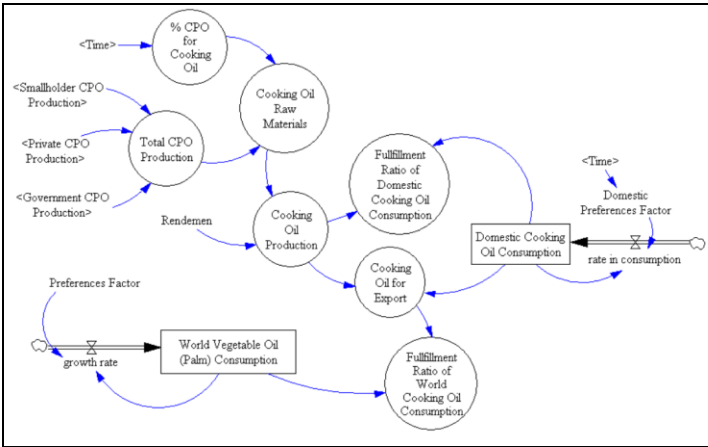 % CPO
for
Cooking
Oil
<Time>
<Smallholder CPO
Production>
Cooking Oil
Raw
Materials
<Private CPO
Production>
Total CPO
Production
<Government CPO
Production>
Fullfillment
Ratio of
Domestic
Cooking Oil
Consumption
<Time>
Domestic
Preferences Factor
Rendemen
Cooking
Oil
Production
Domestic Cooking
Oil Consumption
rate in consumption
Cooking
Oil for
Export
Preferences Factor
growth rate
World Vegetable Oil
(Palm) Consumption
Fullfillment
Ratio of
World
Cooking Oil
Consumption